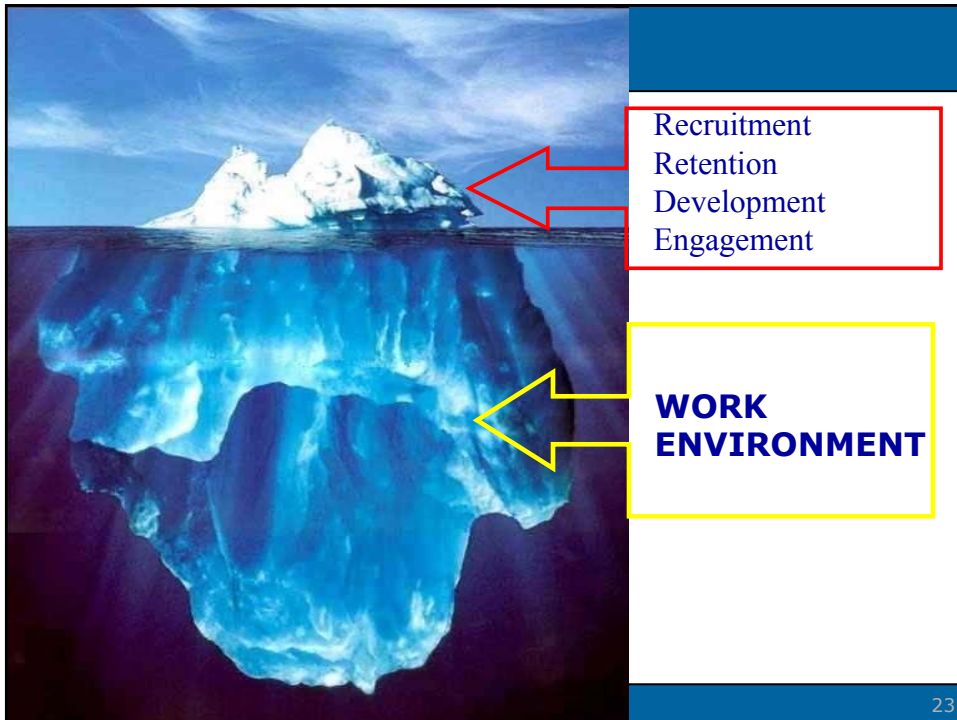 Recruitment
Retention
Development
Engagement
WORK
ENVIRONMENT
23